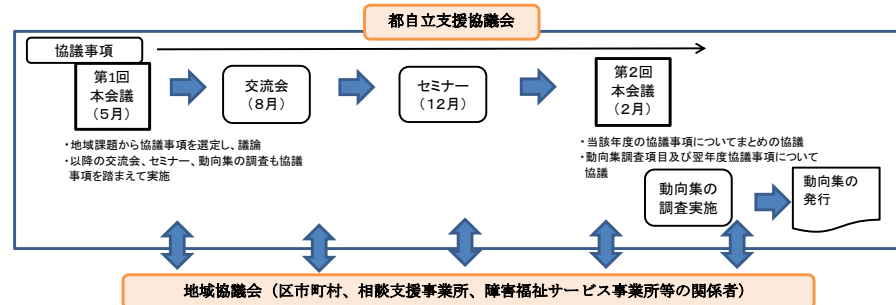 都自立支援協議会
協議事項
第1回
本会議
（5月）
交流会
（8月）
セミナー
（12月）
第2回
本会議
（2月）
・地域課題から協議事項を選定し、議論
・以降の交流会、セミナー、動向集の調査も協議
事項を踏まえて実施
・当該年度の協議事項についてまとめの協議
・動向集調査項目及び翌年度協議事項について
協議
動向集の
調査実施
動向集の
発行
地域協議会（区市町村、相談支援事業所、障害福祉サービス事業所等の関係者）